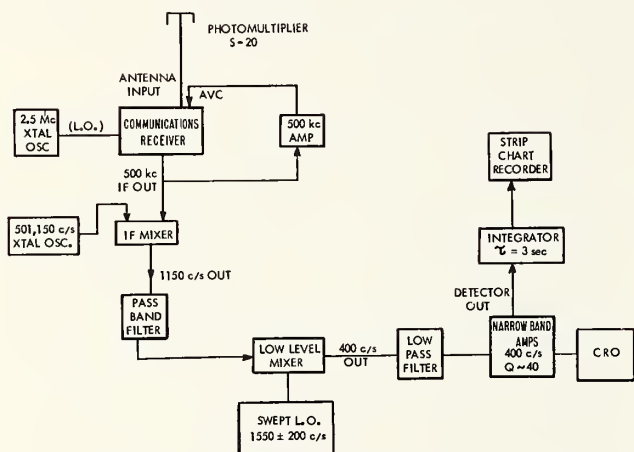 PHOTOMULTIPLIER
S-20
ANTENNA
INPUT
AVC
2.5 Mc
XTAL
OSC
(L.O.)
COMMUNICATIONS
RECEIVER
500 kc
AMP
500 kc
IF OUT
501,150 c/s
XTAL OSC.
IF MIXER
1150 c/s OUT
PASS
BAND
FILTER
LOW LEVEL
MIXER
SWEPT L.O.
1550 ± 200 c/s
400 c/s
OUT
LOW
PASS
FILTER
STRIP
CHART
RECORDER
INTEGRATOR
τ = 3 sec
DETECTOR
OUT
NARROW BAND
AMPS
400 c/s
Q ~ 40
CRO